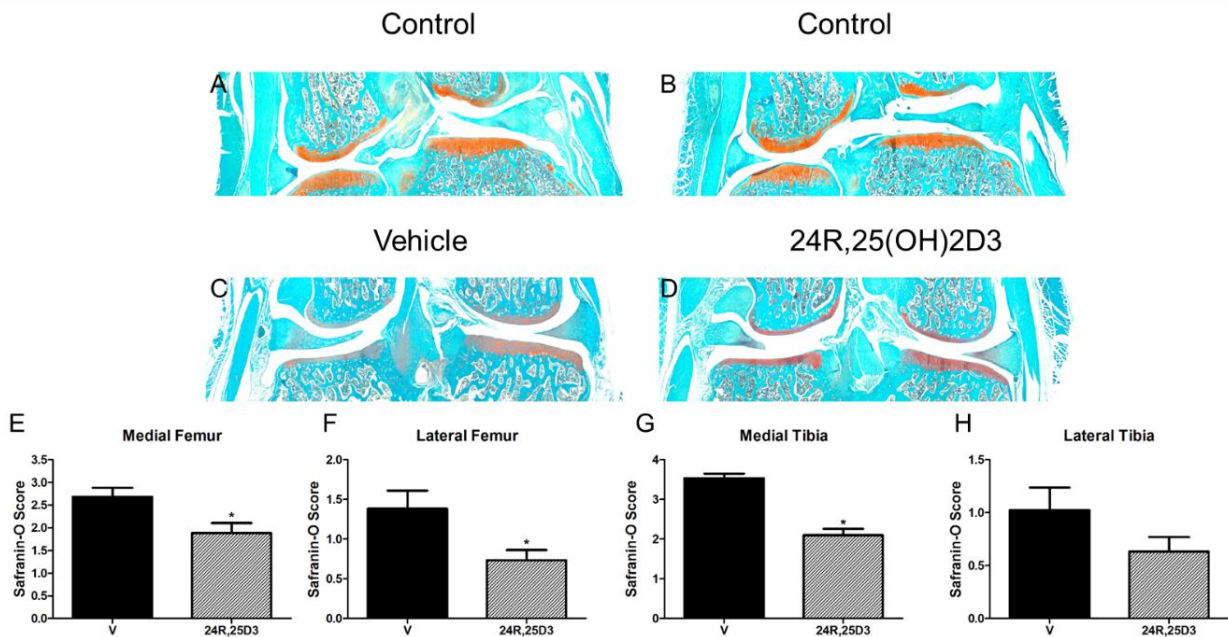 Control
Control
A
B
Vehicle
24R,25(OH)2D3
C
D
E
Medial Femur
Safranin-O Score
3.5
3.0
2.5
2.0
1.5
1.0
0.5
0.0
*
V
24R,25D3
F
Lateral Femur
Safranin-O Score
2.0
1.5
1.0
0.5
0.0
*
V
24R,25D3
G
Medial Tibia
Safranin-O Score
4
3
2
1
0
*
V
24R,25D3
H
Lateral Tibia
Safranin-O Score
1.5
1.0
0.5
0.0
V
24R,25D3